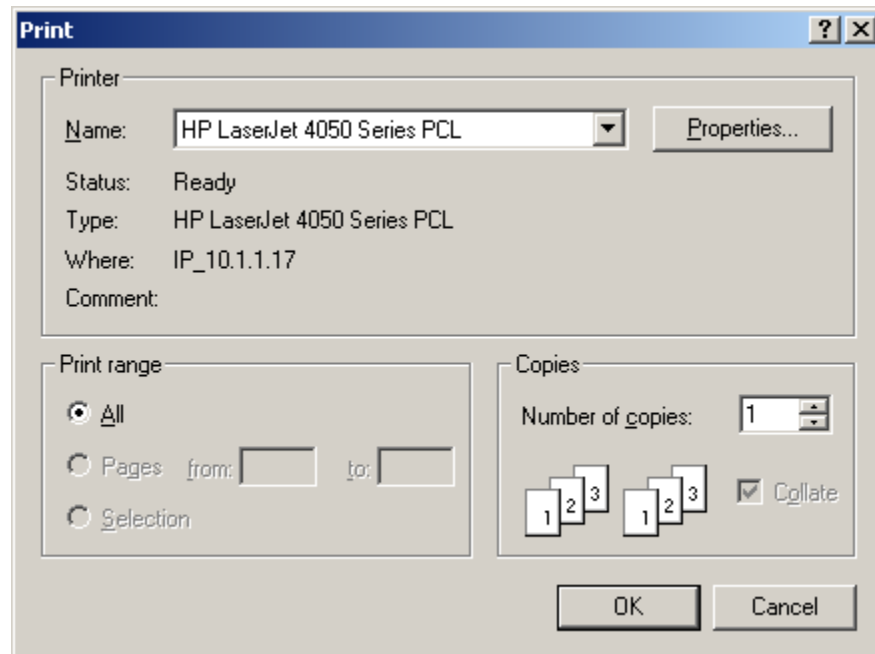 Print
Printer
Name: HP LaserJet 4050 Series PCL Properties...
Status: Ready
Type: HP LaserJet 4050 Series PCL
Where: IP_10.1.1.17
Comment:
Print range
All
Pages from: to:
Selection
Copies
Number of copies: 1
1 2 3 1 2 3 Collate
OK Cancel